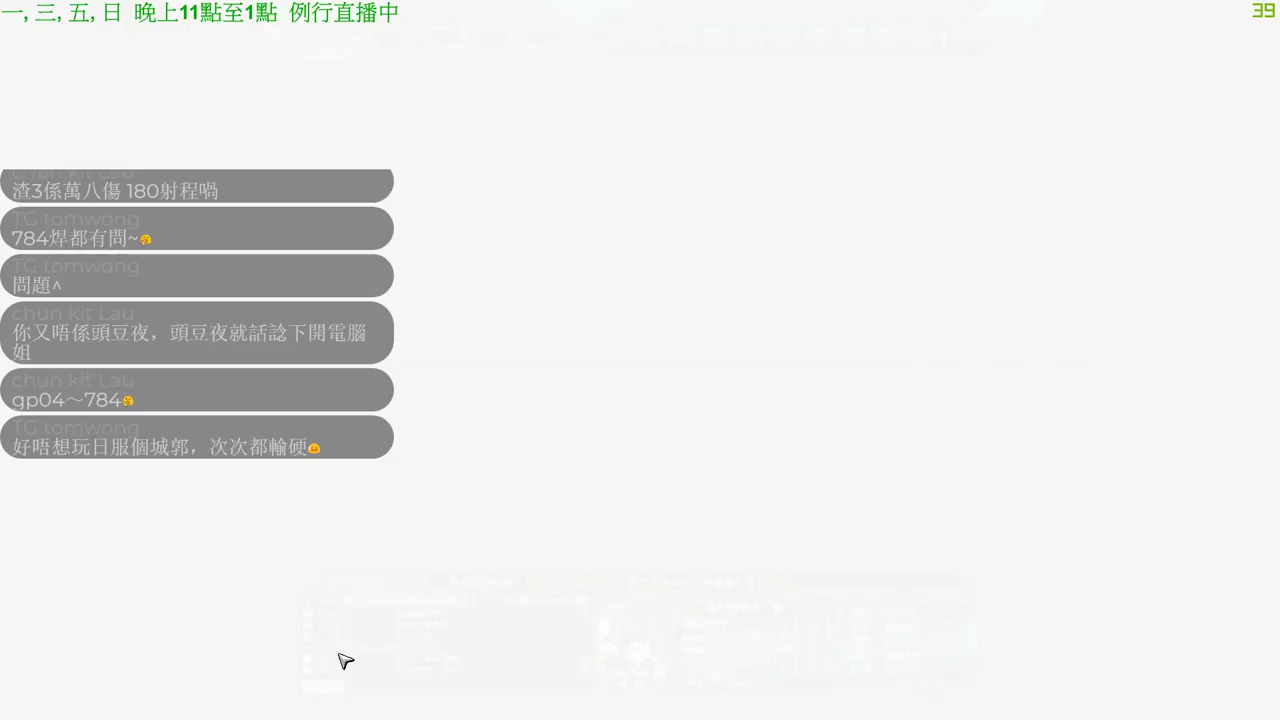 一, 三, 五, 日 晚上11點至1點 例行直播中
39
chun kit Lau
渣3係萬八傷 180射程喎
TG tomwong
784焊都有問~
TG tomwong
問題^
chun kit Lau
你又唔係頭豆夜，頭豆夜就話諗下開電腦
姐
chun kit Lau
gp04～784
TG tomwong
好唔想玩日服個城郭，次次都輸硬